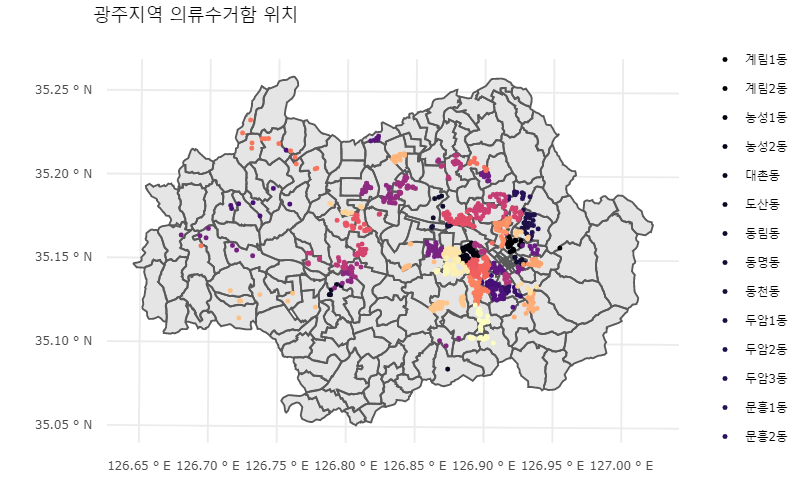 광주지역 의류수거함 위치
35.25 ° N
35.20 ° N
35.15 ° N
35.10 ° N
35.05 ° N
126.65 ° E 126.70 ° E 126.75 ° E 126.80 ° E 126.85 ° E 126.90 ° E 126.95 ° E 127.00 ° E
계림1동
계림2동
농성1동
농성2동
대촌동
도산동
동림동
동명동
동천동
두암1동
두암2동
두암3동
문흥1동
문흥2동